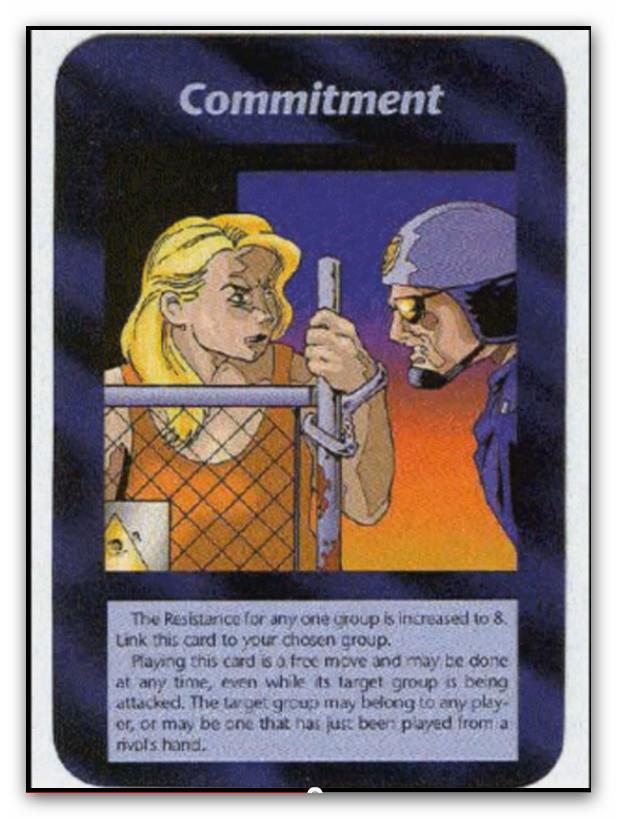 Commitment
The Resistance for any one group is increased to 8.
Link this card to your chosen group.
Playing this card is a free move and may be done
at any time, even while its target group is being
attacked. The target group may belong to any play-
er, or may be one that has just been played from a
rival's hand.